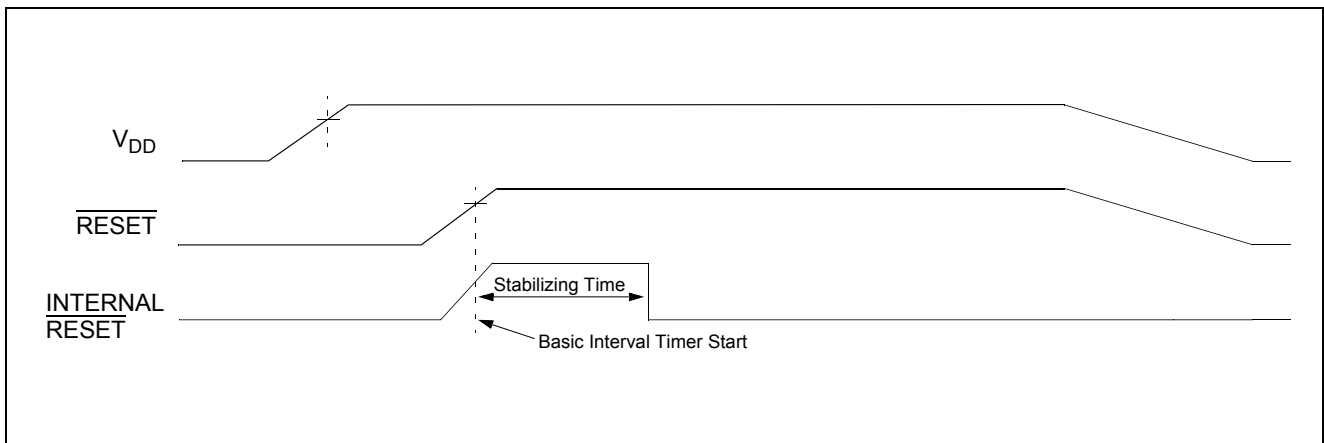 VDD
RESET
Stabilizing Time
INTERNAL
RESET
Basic Interval Timer Start